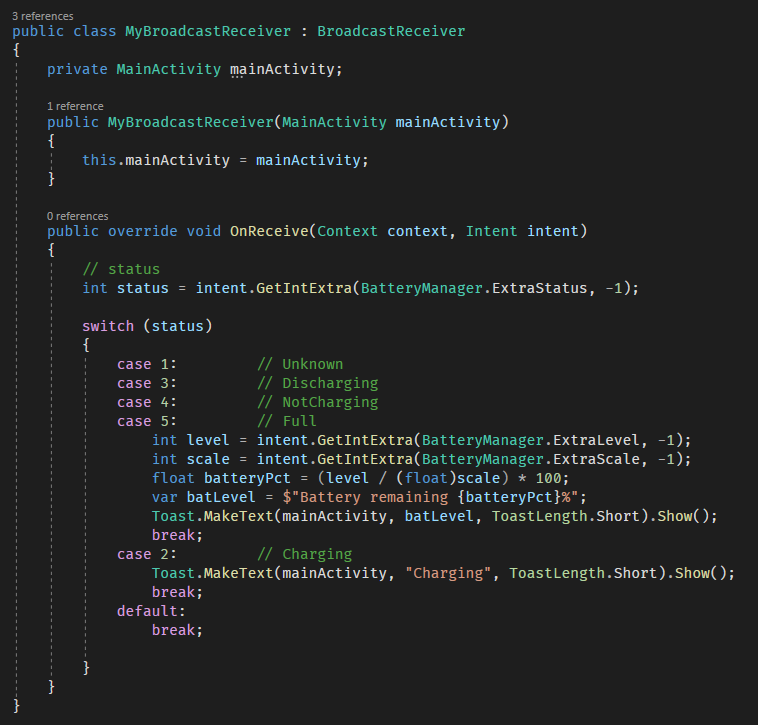 3 references
public class MyBroadcastReceiver : BroadcastReceiver
{
    private MainActivity mainActivity;

    1 reference
    public MyBroadcastReceiver(MainActivity mainActivity)
    {
        this.mainActivity = mainActivity;
    }

    0 references
    public override void OnReceive(Context context, Intent intent)
    {
        // status
        int status = intent.GetIntExtra(BatteryManager.ExtraStatus, -1);

        switch (status)
        {
            case 1:         // Unknown
            case 3:         // Discharging
            case 4:         // NotCharging
            case 5:         // Full
                int level = intent.GetIntExtra(BatteryManager.ExtraLevel, -1);
                int scale = intent.GetIntExtra(BatteryManager.ExtraScale, -1);
                float batteryPct = (level / (float)scale) * 100;
                var batLevel = $"Battery remaining {batteryPct}%";
                Toast.MakeText(mainActivity, batLevel, ToastLength.Short).Show();
                break;
            case 2:         // Charging
                Toast.MakeText(mainActivity, "Charging", ToastLength.Short).Show();
                break;
            default:
                break;

        }
    }
}